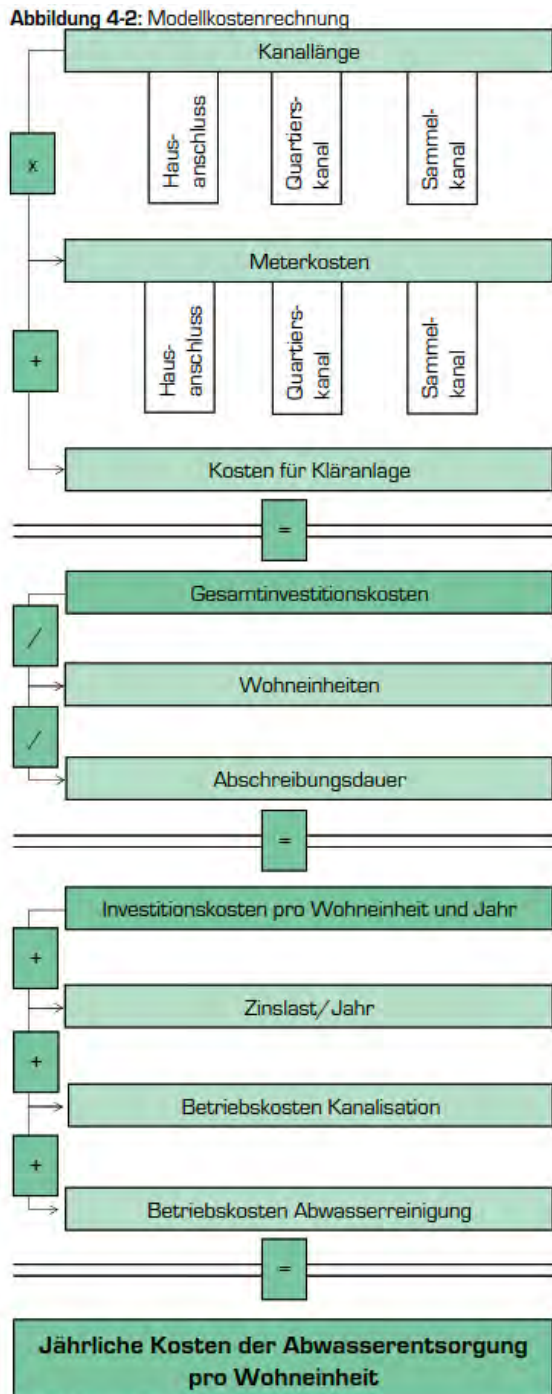 Abbildung 4-2: Modellkostenrechnung
Kanallänge
Haus-
anschluss
Quartiers-
kanal
Sammel-
kanal
x
Meterkosten
Haus-
anschluss
Quartiers-
kanal
Sammel-
kanal
+
Kosten für Kläranlage
=
Gesamtinvestitionskosten
/
Wohneinheiten
/
Abschreibungsdauer
=
Investitionskosten pro Wohneinheit und Jahr
+
Zinslast/Jahr
+
Betriebskosten Kanalisation
+
Betriebskosten Abwasserreinigung
=
Jährliche Kosten der Abwasserentsorgung
pro Wohneinheit